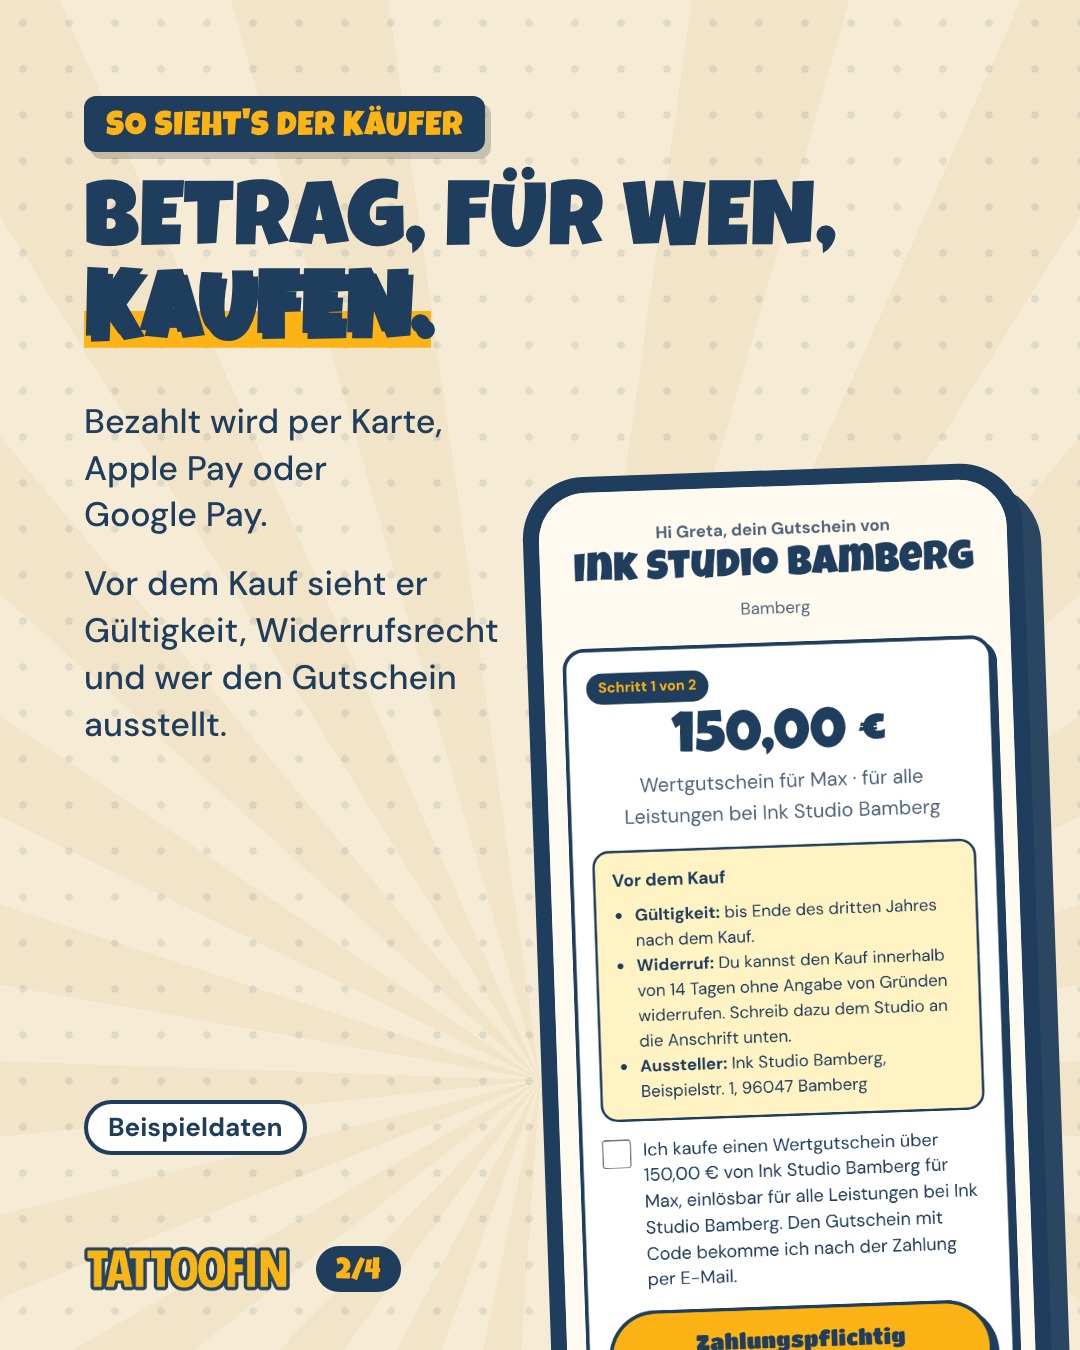 SO SIEHT'S DER KÄUFER
BETRAG, FÜR WEN,
KAUFEN.
Bezahlt wird per Karte,
Apple Pay oder
Google Pay.
Vor dem Kauf sieht er
Gültigkeit, Widerrufsrecht
und wer den Gutschein
ausstellt.
Hi Greta, dein Gutschein von
Ink Studio Bamberg
Bamberg
Schritt 1 von 2
150,00 €
Wertgutschein für Max · für alle
Leistungen bei Ink Studio Bamberg
Vor dem Kauf
• Gültigkeit: bis Ende des dritten Jahres
nach dem Kauf.
• Widerruf: Du kannst den Kauf innerhalb
von 14 Tagen ohne Angabe von Gründen
widerrufen. Schreib dazu dem Studio an
die Anschrift unten.
• Aussteller: Ink Studio Bamberg,
Beispielstr. 1, 96047 Bamberg
Ich kaufe einen Wertgutschein über
150,00 € von Ink Studio Bamberg für
Max, einlösbar für alle Leistungen bei Ink
Studio Bamberg. Den Gutschein mit
Code bekomme ich nach der Zahlung
per E-Mail.
Zahlungspflichtig
Beispieldaten
TATTOOFIN
2/4